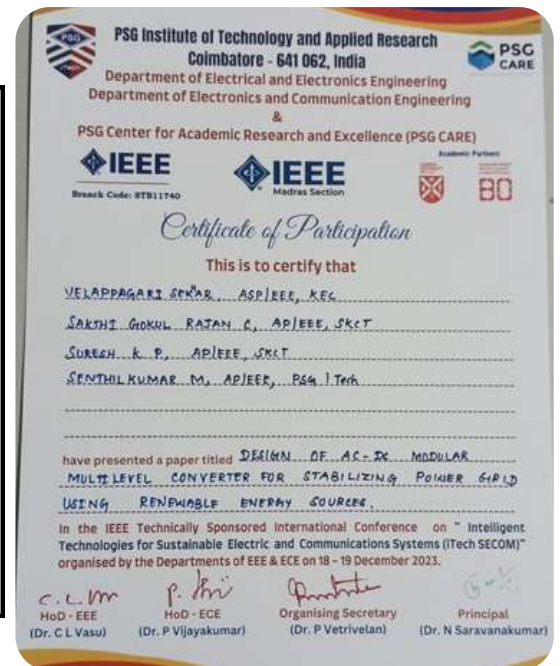 PSG Institute of Technology and Applied Research
Coimbatore - 641 062, India
Department of Electrical and Electronics Engineering
Department of Electronics and Communication Engineering
&
PSG Center for Academic Research and Excellence (PSG CARE)
PSG
PSG
CARE
IEEE
Branch Code: STB11740
IEEE
Madras Section
Academic Partners
80
Certificate of Participation
This is to certify that
VELAPPAGARI SEKAR, ASP/EEE, KEC
SAKTHI GOKUL RAJAN C, AP/EEE, SKCT
SURESH K P, AP/EEE, SKCT
SENTHILKUMAR M, AP/EEE, PSG iTech
have presented a paper titled DESIGN OF AC-DC MODULAR
MULTILEVEL CONVERTER FOR STABILIZING POWER GIRLD
USING RENEWABLE ENERGY SOURCES.
In the IEEE Technically Sponsored International Conference on " Intelligent
Technologies for Sustainable Electric and Communications Systems (iTech SECOM)"
organised by the Departments of EEE & ECE on 18 - 19 December 2023.
HoD - EEE
(Dr. C L Vasu)
HoD - ECE
(Dr. P Vijayakumar)
Organising Secretary
(Dr. P Vetrivelan)
Principal
(Dr. N Saravanakumar)